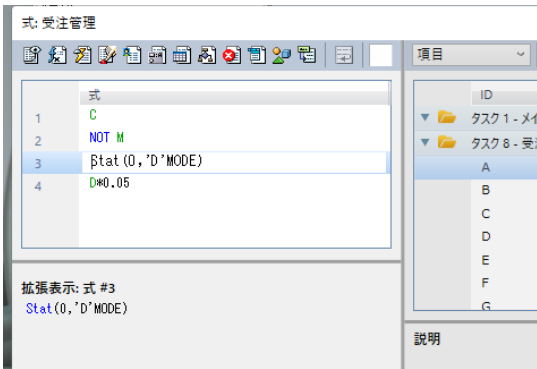 式: 受注管理
項目
式
1 C
2 NOT M
3 Stat(0,'D'MODE)
4 D*0.05
拡張表示: 式 #3
Stat(0,'D'MODE)
ID
タスク 1 - メイ
タスク 8 - 受注
A
B
C
D
E
F
G
説明